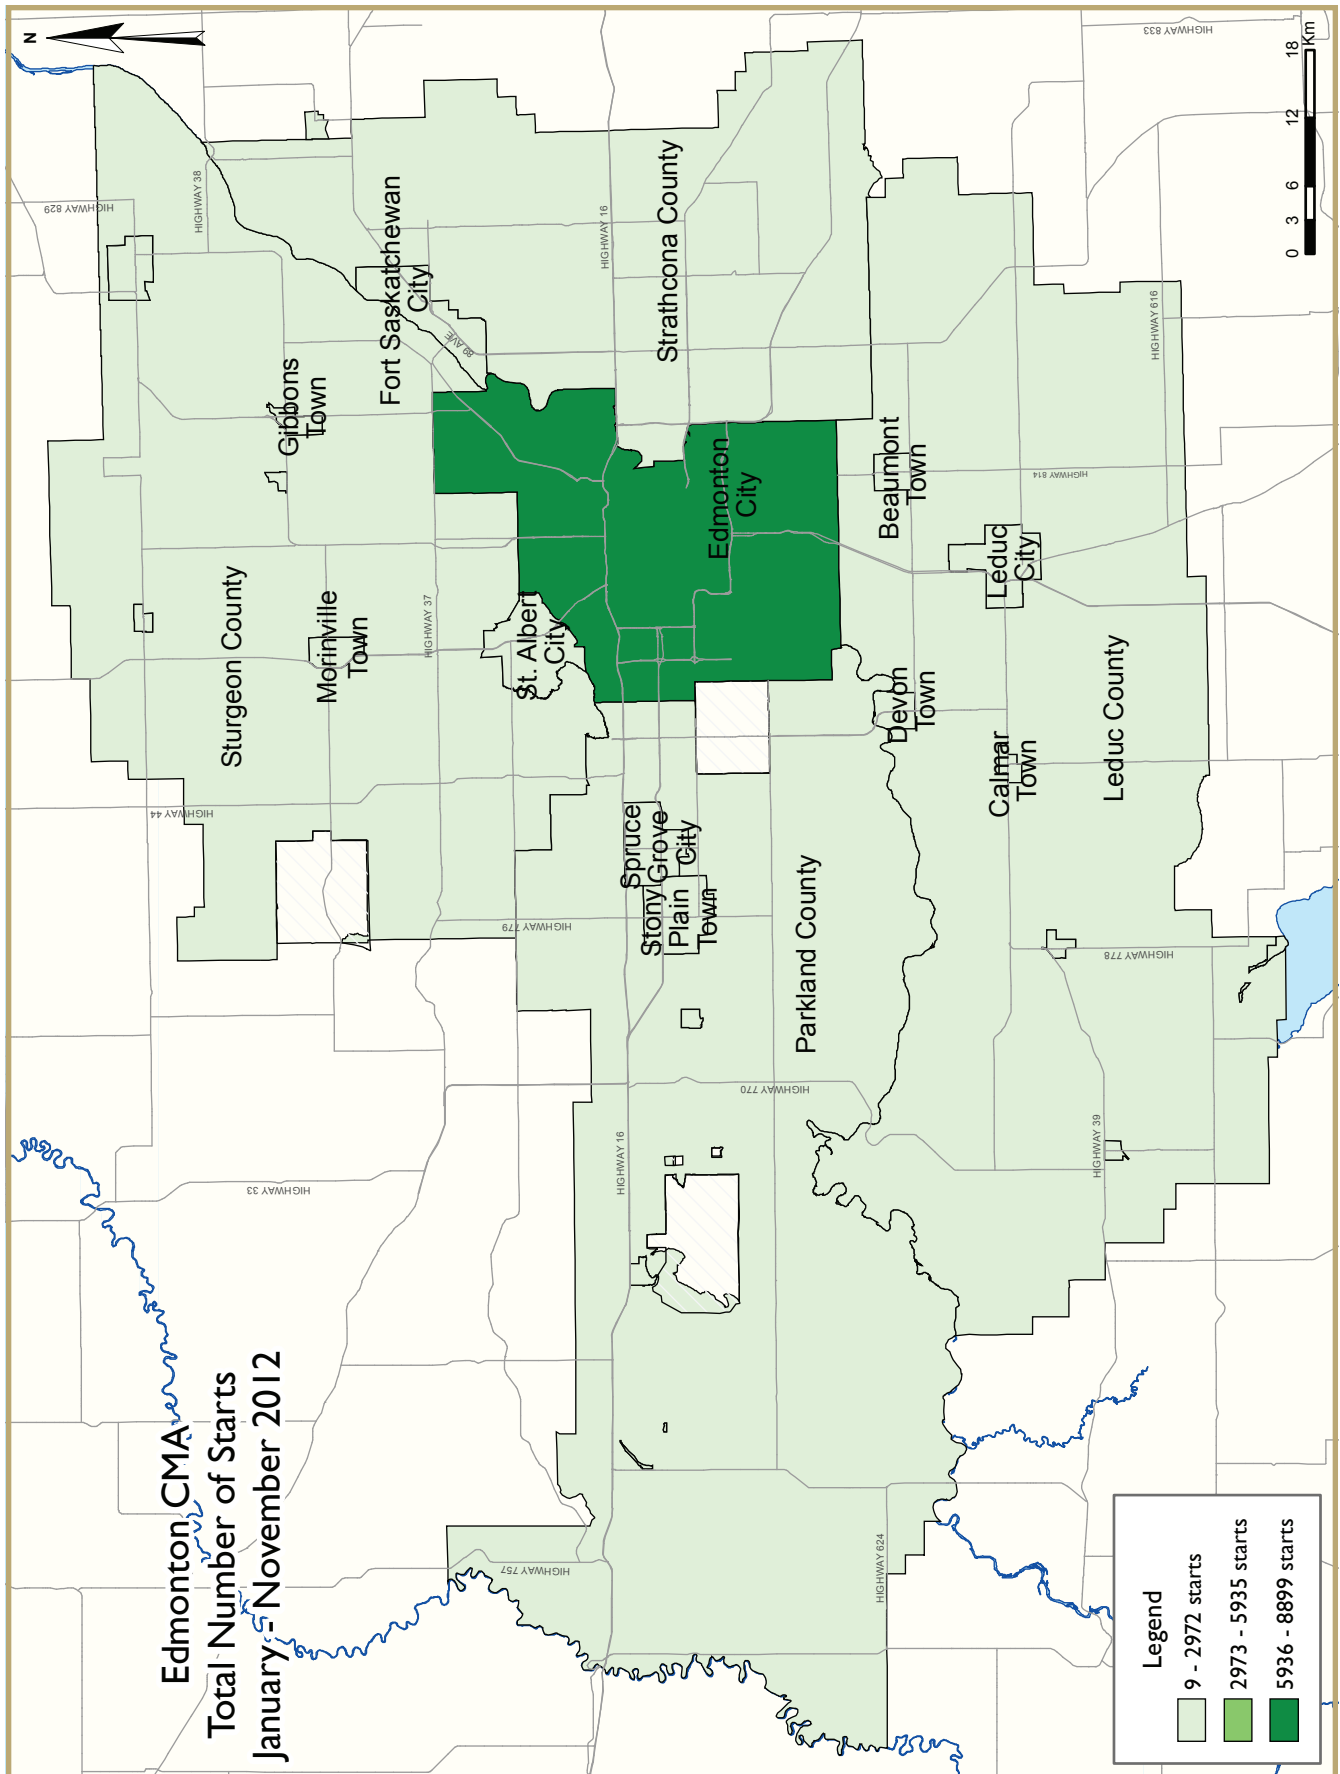 Edmonton CMA
Total Number of Starts
January - November 2012
N
HIGHWAY 829
HIGHWAY 38
HIGHWAY 833
HIGHWAY 44
HIGHWAY 37
HIGHWAY 16
HIGHWAY 33
HIGHWAY 779
HIGHWAY 757
89 AVE
Gibbons
Town
Fort Saskatchewan
City
Sturgeon County
Morinville
Town
St. Albert
City
Strathcona County
Edmonton
City
Spruce
Grove
City
Stony
Plain
Town
Parkland County
HIGHWAY 16
HIGHWAY 770
HIGHWAY 624
Beaumont
Town
Leduc
City
Devon
Town
Calmar
Town
Leduc County
HIGHWAY 814
HIGHWAY 616
HIGHWAY 778
HIGHWAY 39
Legend
9 - 2972 starts
2973 - 5935 starts
5936 - 8899 starts
0 3 6 12 18
Km